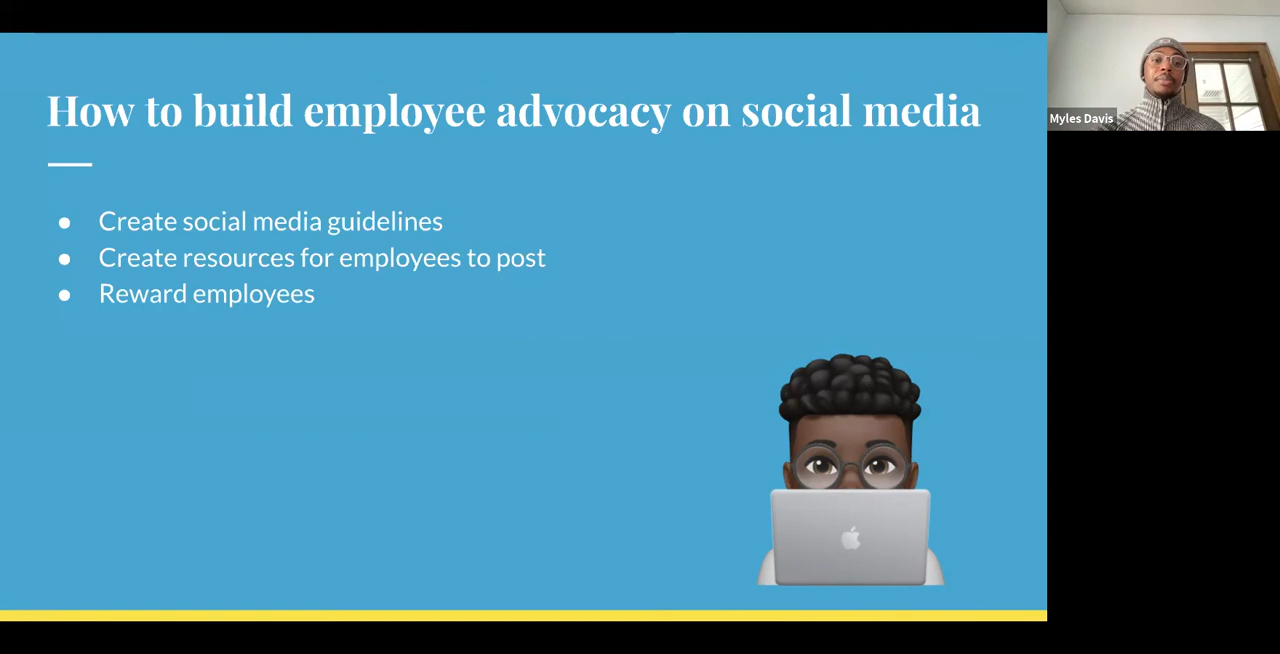 How to build employee advocacy on social media
● Create social media guidelines
● Create resources for employees to post
● Reward employees
Myles Davis